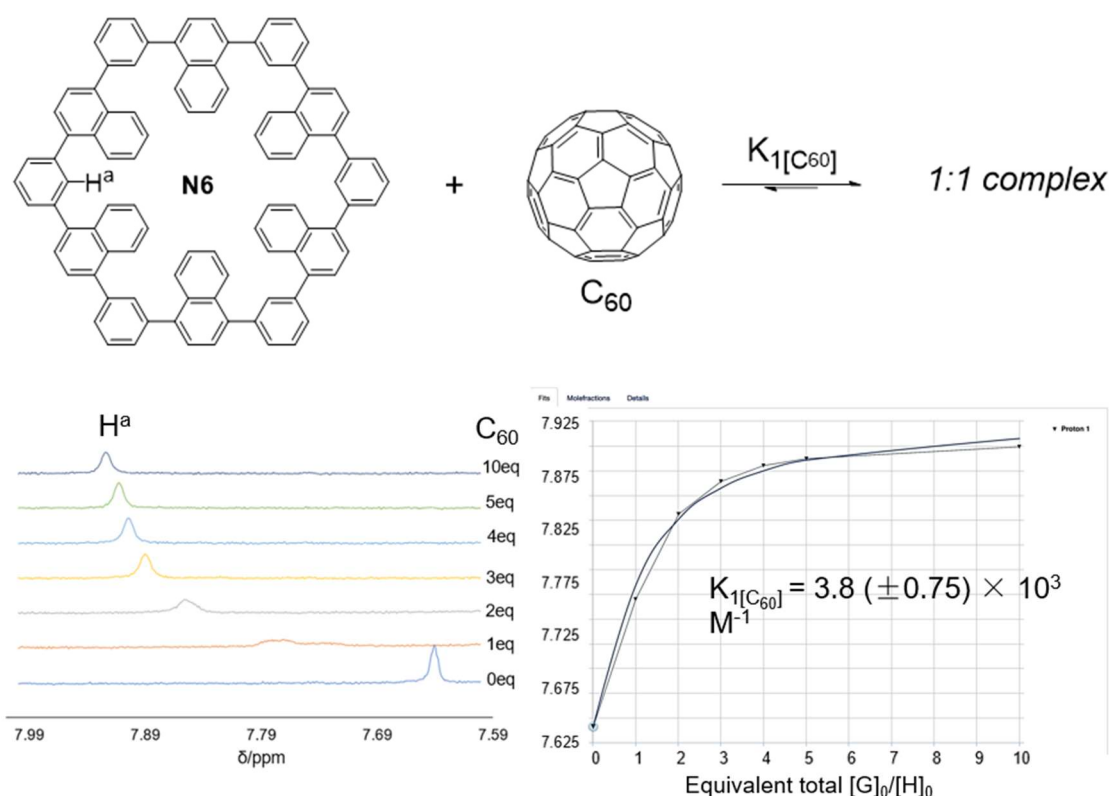 Hᵃ
N6
+
C₆₀
K₁[C₆₀]
1:1 complex
Hᵃ
C₆₀
10eq
5eq
4eq
3eq
2eq
1eq
0eq
7.99 7.89 7.79 7.69 7.59
δ/ppm
Fits Molefractions Details
Proton 1
7.925
7.875
7.825
7.775
7.725
7.675
7.625
K₁[C₆₀] = 3.8 (±0.75) × 10³
M⁻¹
0 1 2 3 4 5 6 7 8 9 10
Equivalent total [G]₀/[H]₀